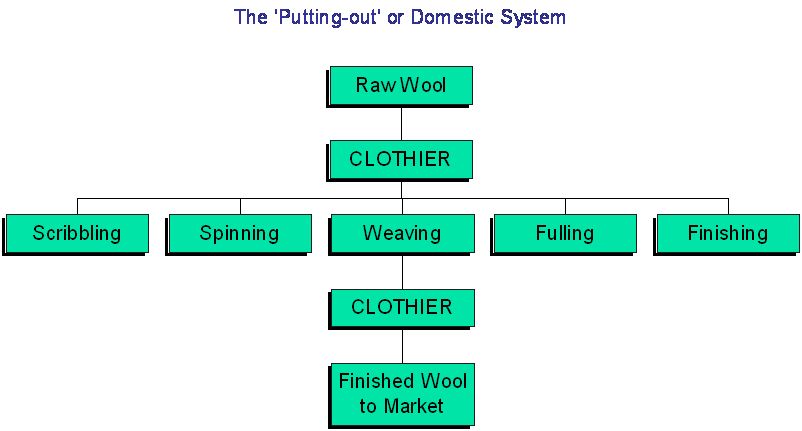 The 'Putting-out' or Domestic System
Raw Wool
CLOTHIER
Scribbling
Spinning
Weaving
Fulling
Finishing
CLOTHIER
Finished Wool
to Market